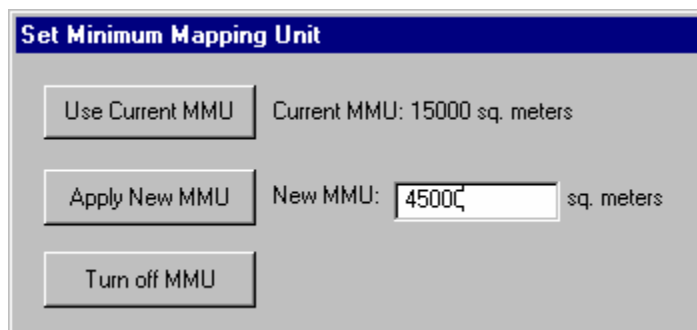 Set Minimum Mapping Unit
Use Current MMU Current MMU: 15000 sq. meters
Apply New MMU New MMU: 45000 sq. meters
Turn off MMU